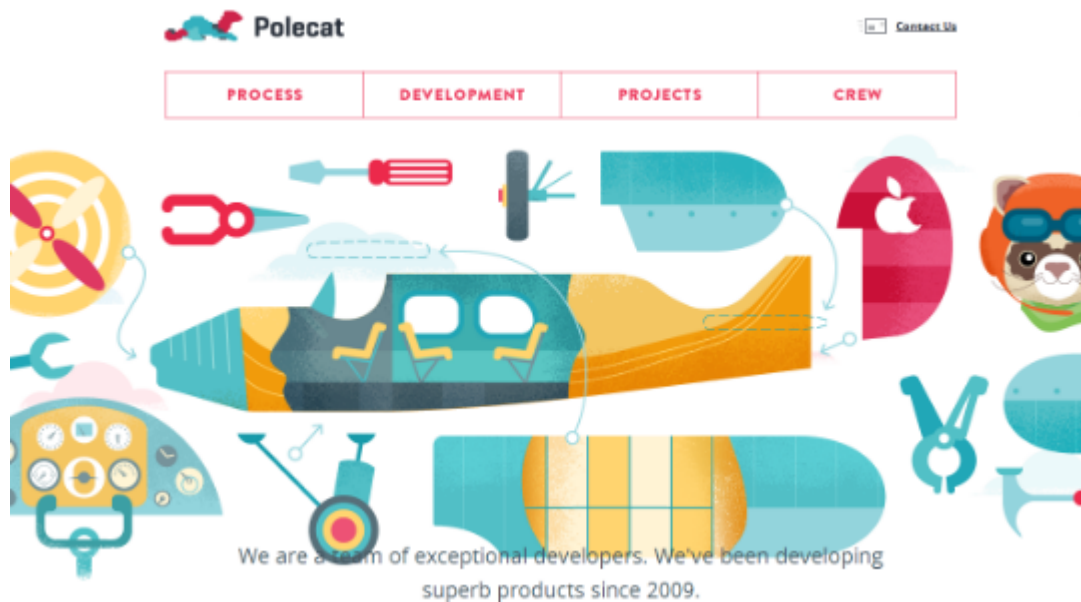 Polecat
Contact Us
PROCESS DEVELOPMENT PROJECTS CREW
We are a team of exceptional developers. We've been developing
superb products since 2009.